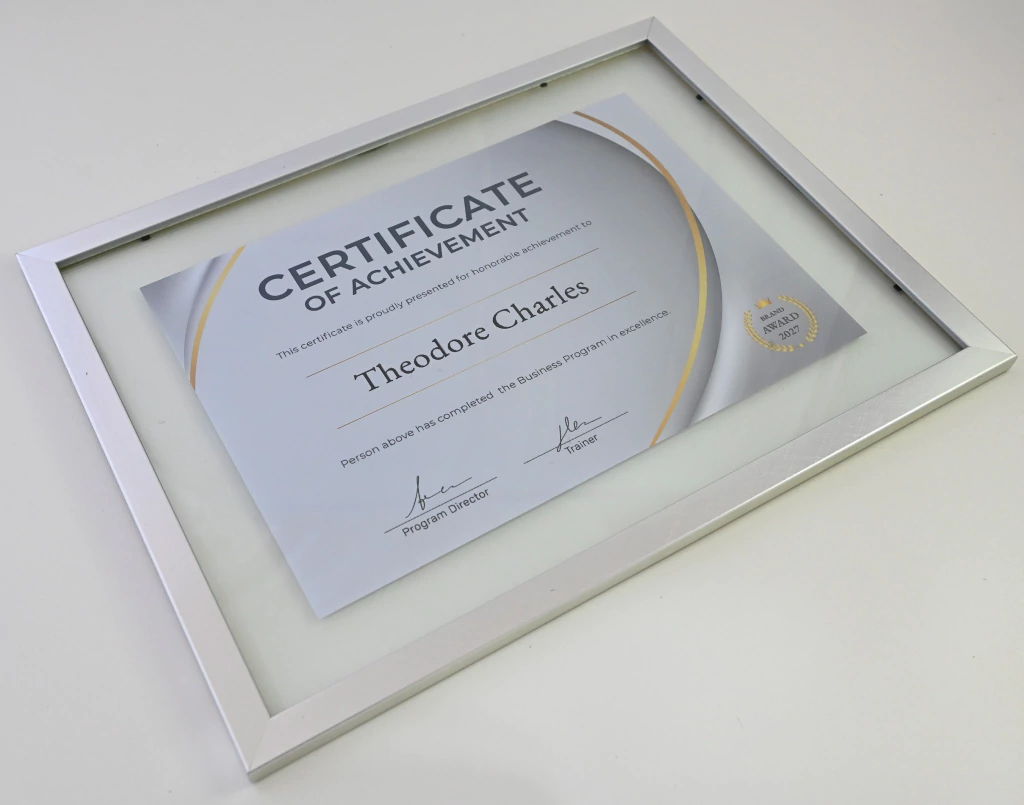 CERTIFICATE
OF ACHIEVEMENT
This certificate is proudly presented for honorable achievement to
Theodore Charles
Person above has completed the Business Program in excellence
Program Director
Trainer
BRAND
AWARD
2027